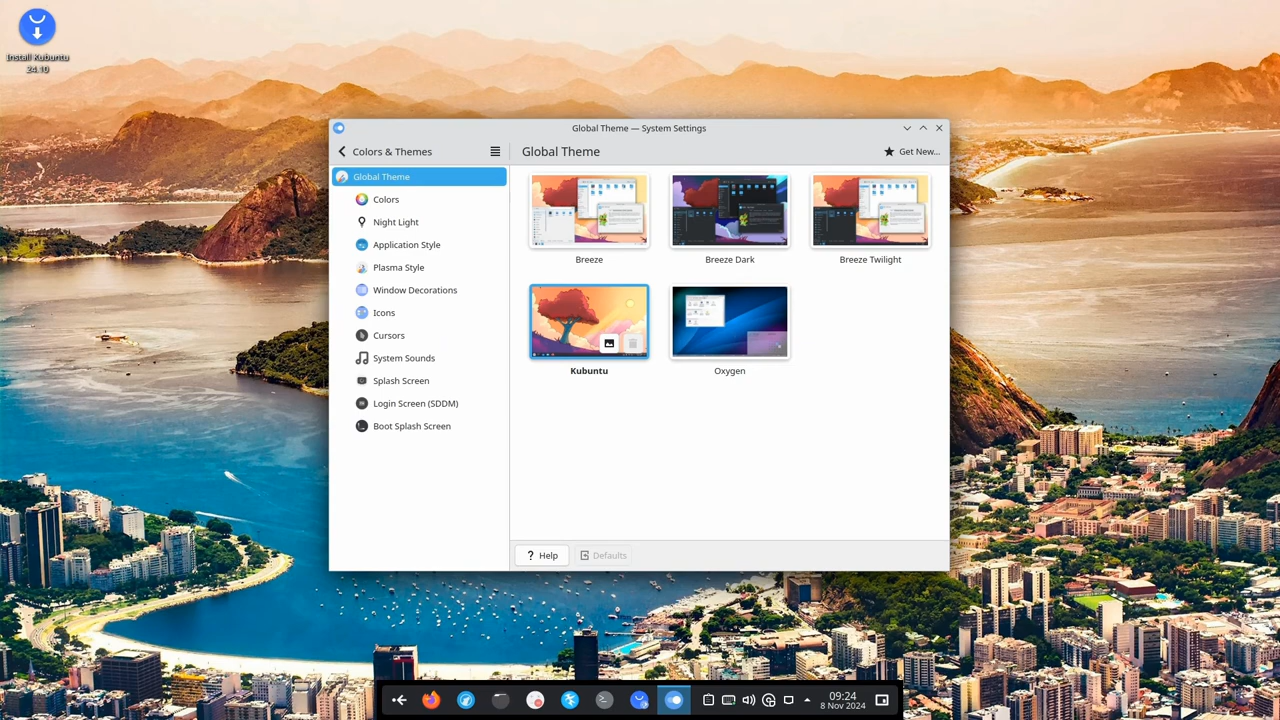 Install Kubuntu
24.10
Global Theme — System Settings
Colors & Themes
Global Theme
Get New...
Global Theme
Colors
Night Light
Application Style
Plasma Style
Window Decorations
Icons
Cursors
System Sounds
Splash Screen
Login Screen (SDDM)
Boot Splash Screen
Breeze
Breeze Dark
Breeze Twilight
Kubuntu
Oxygen
? Help
Defaults
09:24
8 Nov 2024